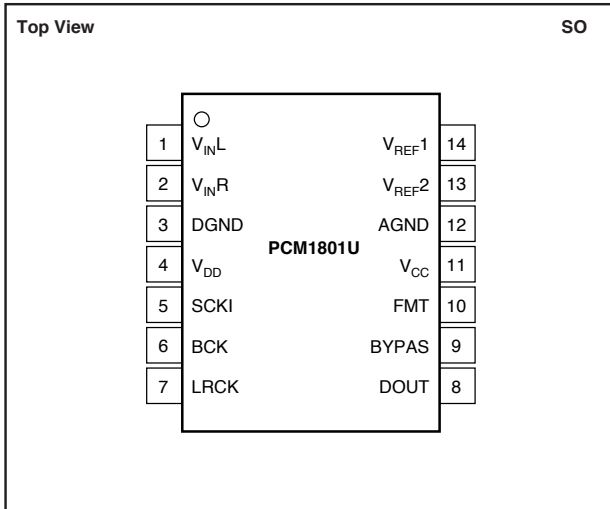 Top View SO
1 VINL VREF1 14
2 VINR VREF2 13
3 DGND AGND 12
PCM1801U
4 VDD VCC 11
5 SCKI FMT 10
6 BCK BYPAS 9
7 LRCK DOUT 8